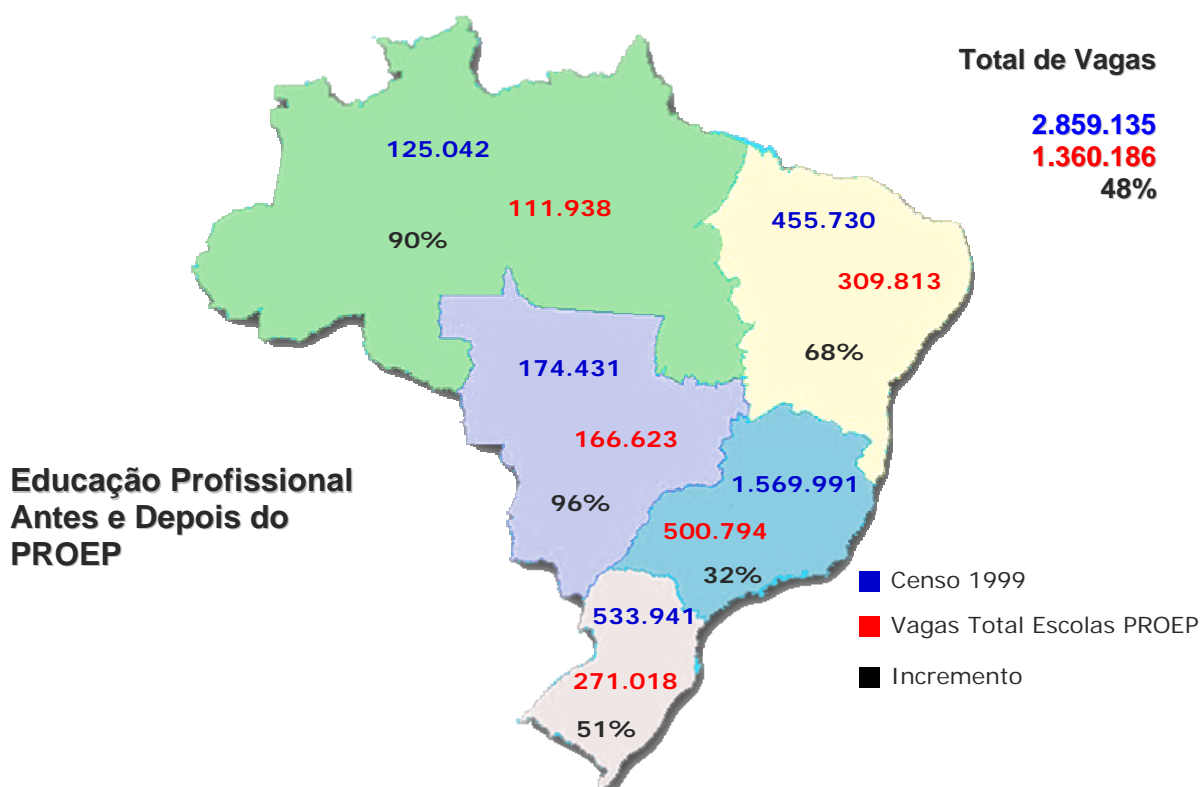 Total de Vagas
2.859.135
1.360.186
48%
125.042
111.938
90%
455.730
309.813
68%
174.431
166.623
96%
1.569.991
500.794
32%
533.941
271.018
51%
Educação Profissional
Antes e Depois do
PROEP
Censo 1999
Vagas Total Escolas PROEP
Incremento